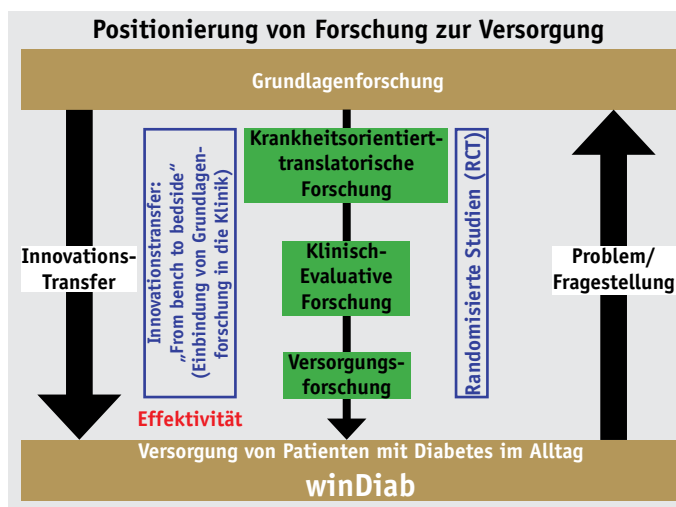 Positionierung von Forschung zur Versorgung
Grundlagenforschung
Innovations-
Transfer
Innovationstransfer:
„From bench to bedside“
(Einbindung von Grundlagen-
forschung in die Klinik)
Effektivität
Krankheitsorientiert-
translatorische
Forschung
Klinisch-
Evaluative
Forschung
Versorgungs-
forschung
Randomisierte Studien (RCT)
Problem/
Fragestellung
Versorgung von Patienten mit Diabetes im Alltag
winDiab